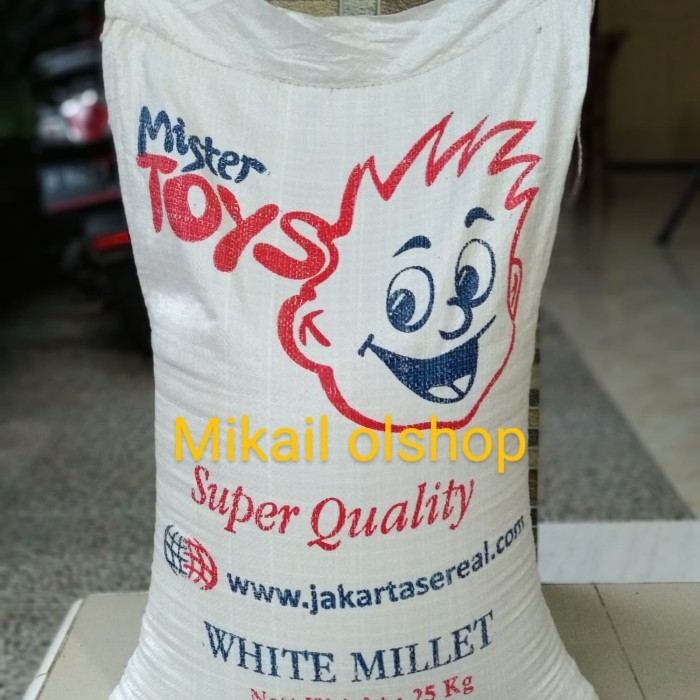 Mister
TOYS
Mikail olshop
Super Quality
www.jakartasereal.com
WHITE MILLET
25 Kg